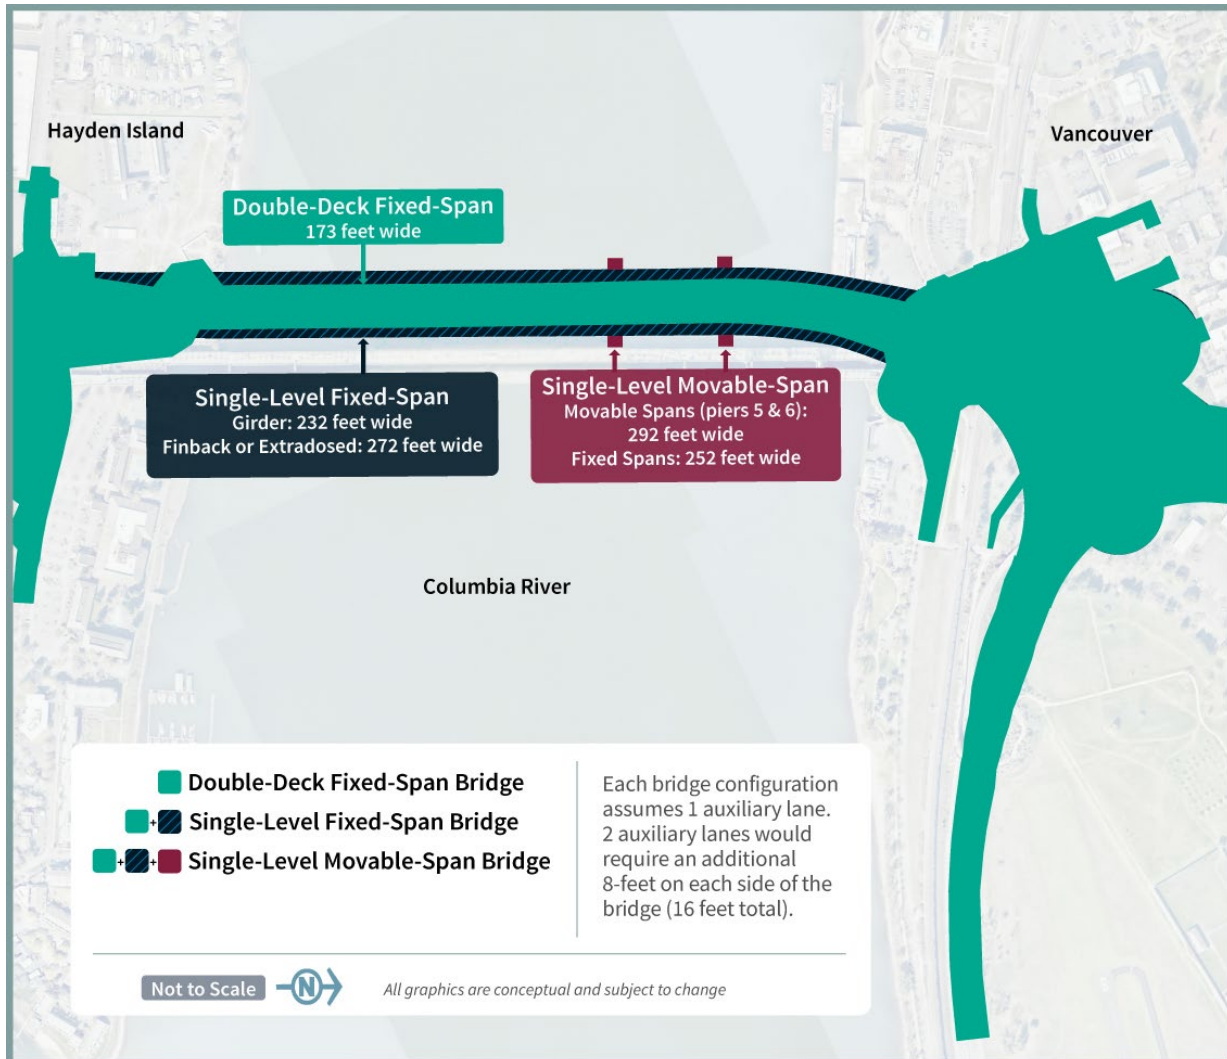 Hayden Island
Vancouver
Double-Deck Fixed-Span
173 feet wide
Single-Level Fixed-Span
Girder: 232 feet wide
Finback or Extradosed: 272 feet wide
Single-Level Movable-Span
Movable Spans (piers 5 & 6):
292 feet wide
Fixed Spans: 252 feet wide
Columbia River
Double-Deck Fixed-Span Bridge
+ Single-Level Fixed-Span Bridge
+ + Single-Level Movable-Span Bridge
Each bridge configuration
assumes 1 auxiliary lane.
2 auxiliary lanes would
require an additional
8-feet on each side of the
bridge (16 feet total).
Not to Scale
N
All graphics are conceptual and subject to change